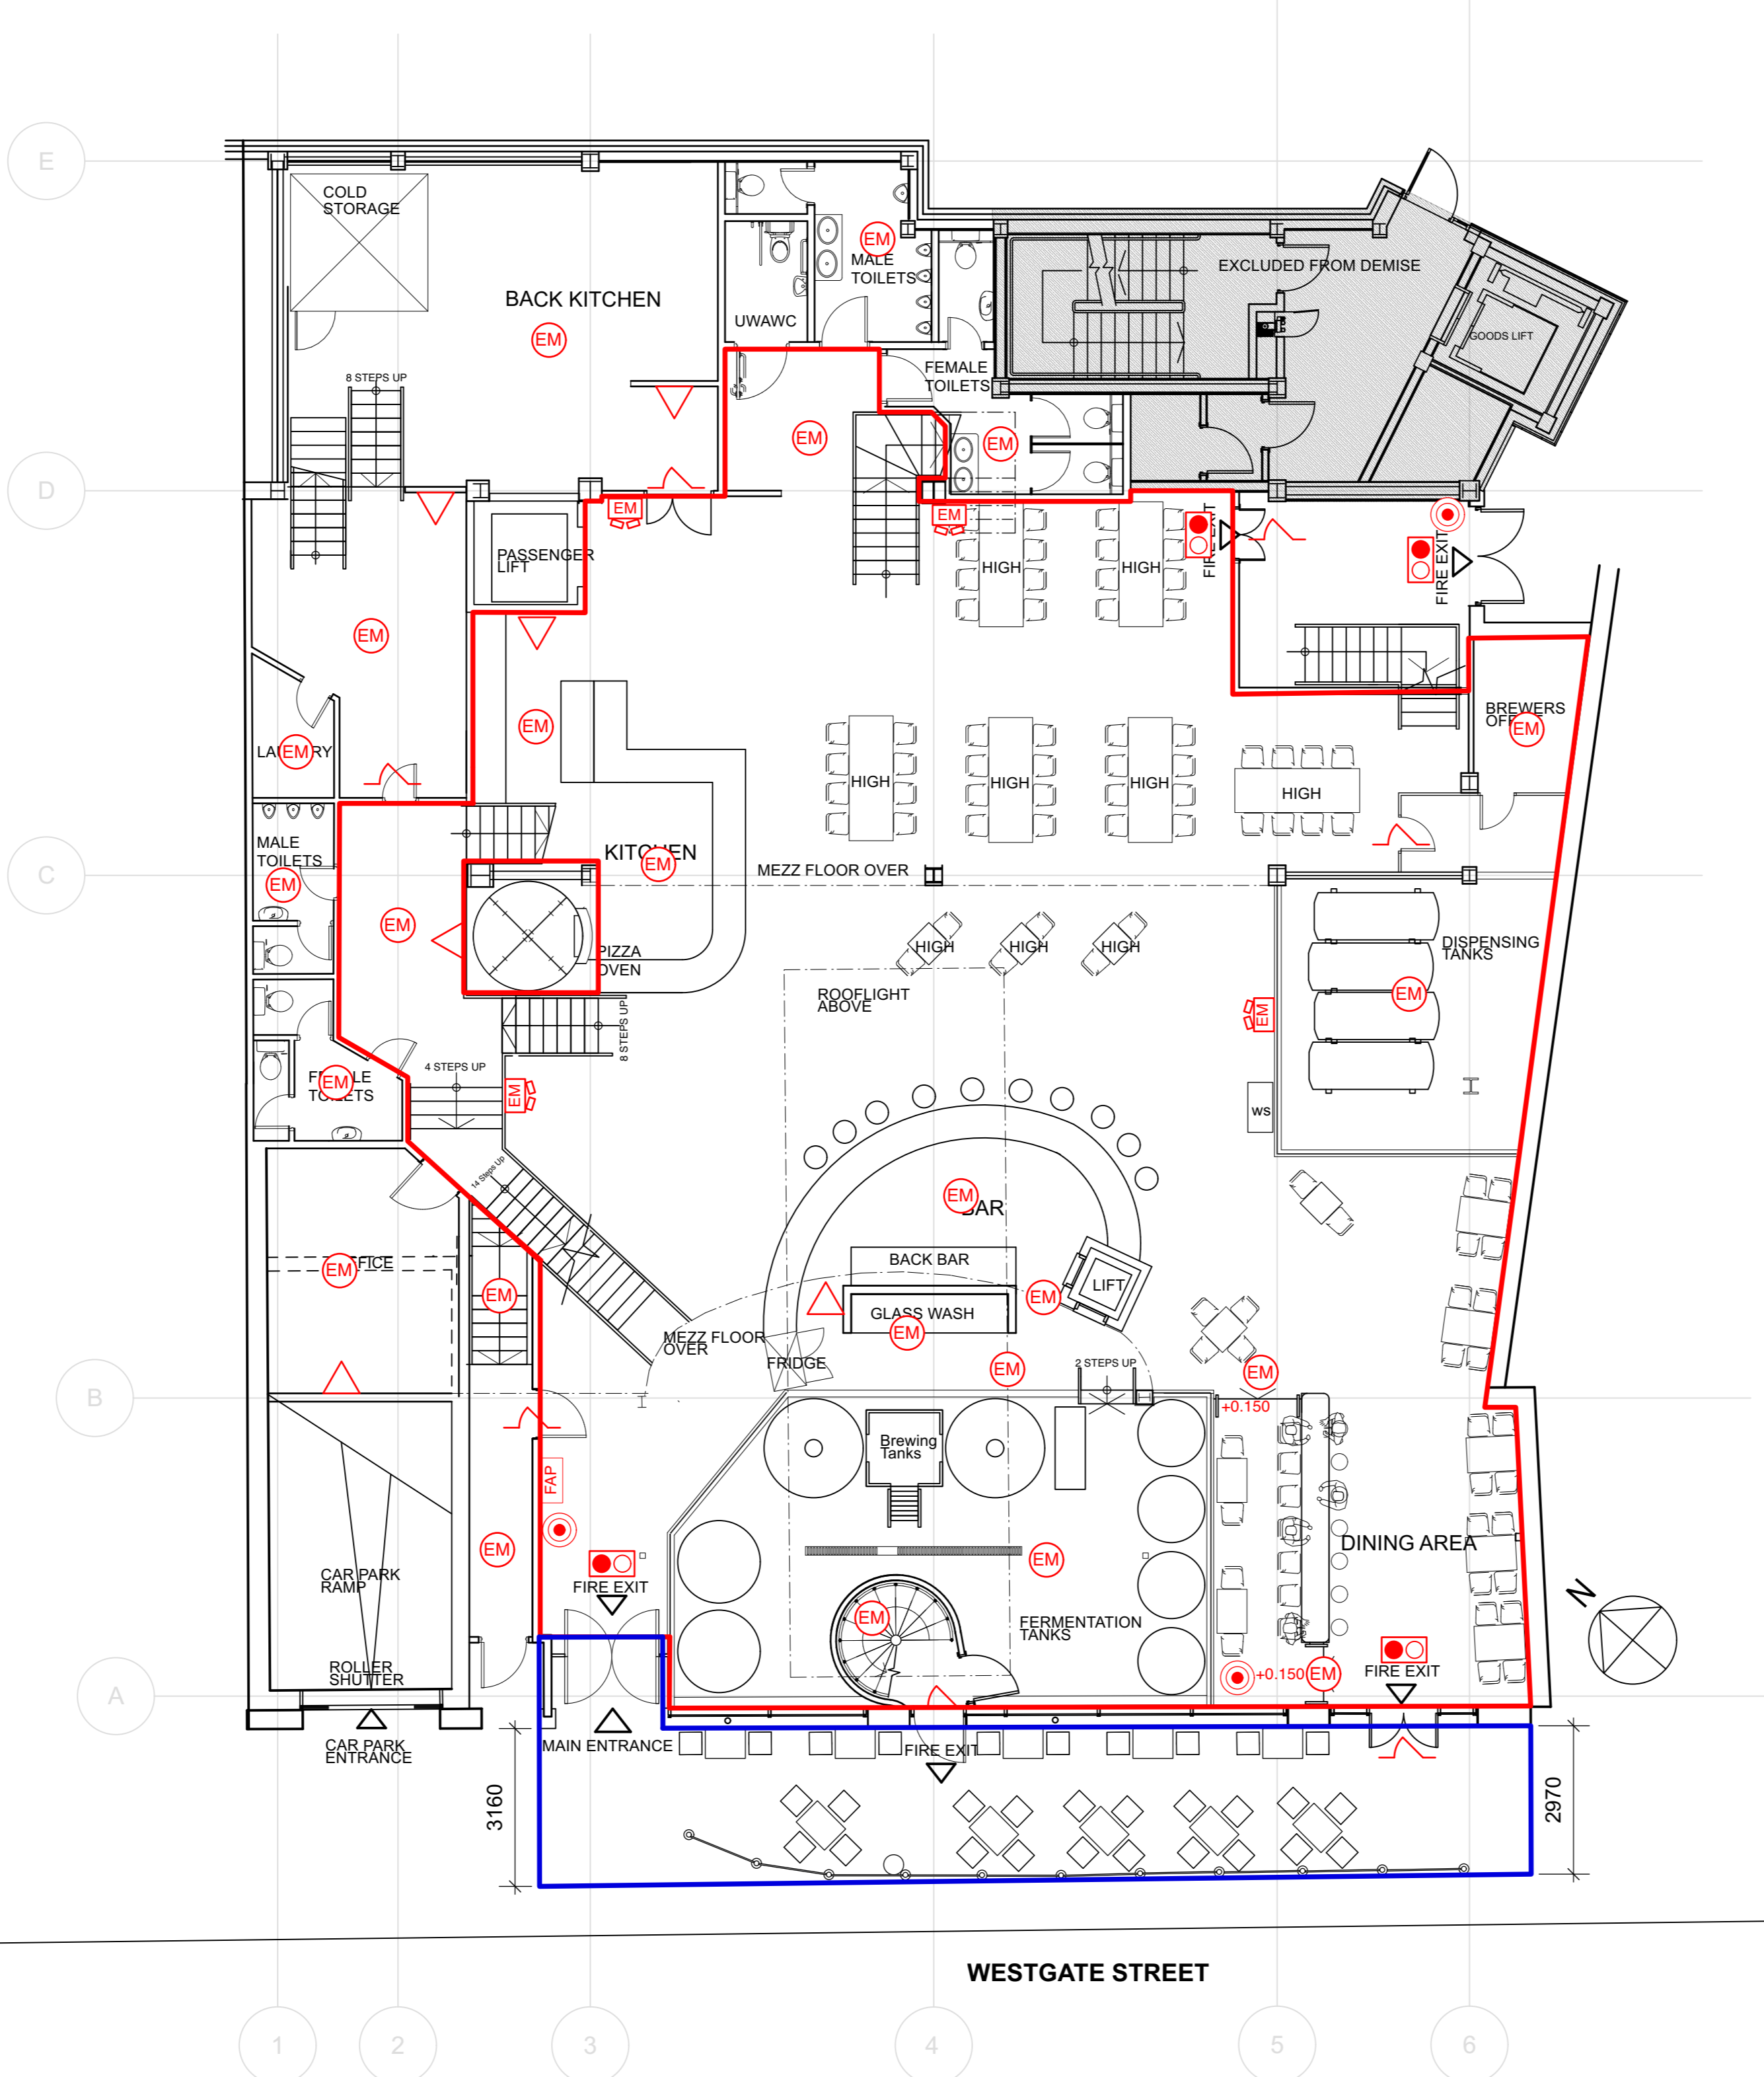 E
COLD
STORAGE
EM
MALE
TOILETS
EXCLUDED FROM DEMISE
BACK KITCHEN
UWAWC
GOODS LIFT
EM
FEMALE
TOILETS
8 STEPS UP
EM
EM
D
EM
EM
FIRE EXIT
FIRE EXIT
PASSENGER
LIFT
HIGH
HIGH
EM
BREWERS
EM
EM
EM
HIGH
HIGH
HIGH
HIGH
MALE
TOILETS
EM
KITCHEN
EM
MEZZ FLOOR OVER
C
EM
HIGH
HIGH
HIGH
DISPENSING
TANKS
PIZZA
OVEN
ROOFLIGHT
ABOVE
EM
EM
8 STEPS UP
4 STEPS UP
EM
TOILETS
EM
WS
14 Steps Up
EM
BAR
BACK BAR
EM
EM
LIFT
EM
GLASS WASH
EM
MEZZ FLOOR
OVER
FRIDGE
EM
2 STEPS UP
EM
B
+0.150
Brewing
Tanks
FAP
EM
EM
DINING AREA
CAR PARK
RAMP
FIRE EXIT
EM
FERMENTATION
TANKS
N
ROLLER
SHUTTER
+0.150
EM
FIRE EXIT
A
CAR PARK
ENTRANCE
MAIN ENTRANCE
FIRE EXIT
3160
2970
WESTGATE STREET
1
2
3
4
5
6